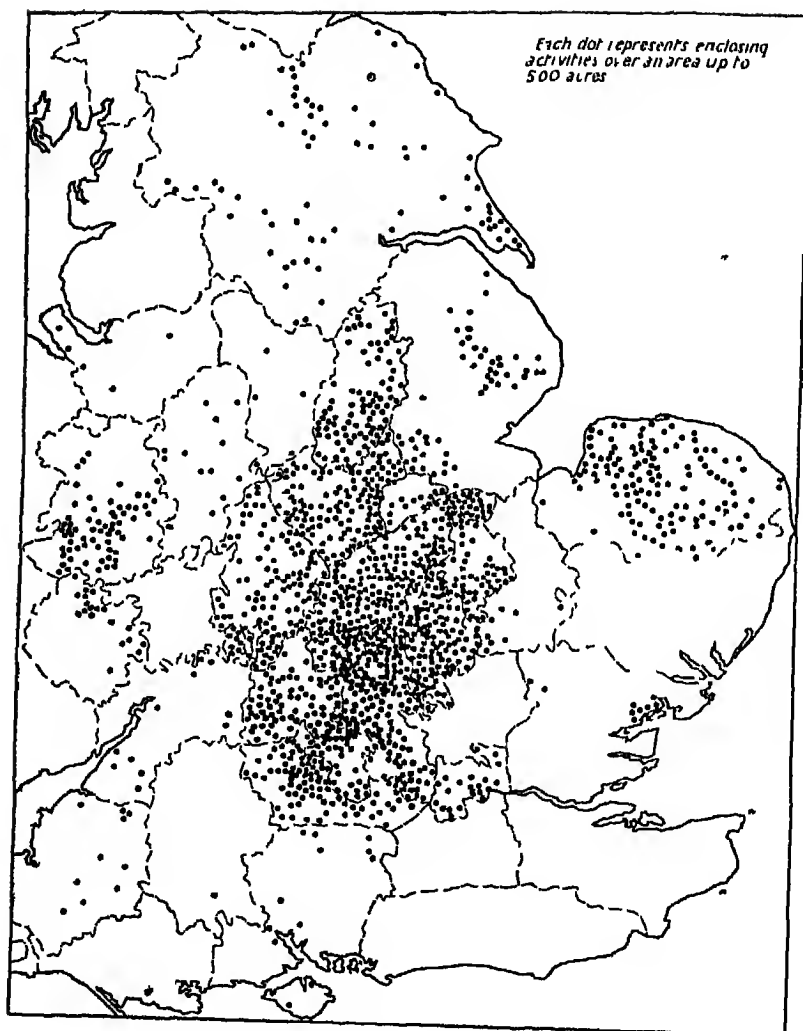 Each dot represents enclosing
activities over an area up to
500 acres